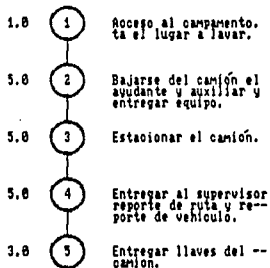 1.0 1 Acceso al campamento.
ta el lugar a lavar.
5.0 2 Bajarse del camión el
ayudante y auxiliar y
entregar equipo.
5.0 3 Estacionar el camión.
5.0 4 Entregar al supervisor
reporte de ruta y re--
porte de vehículo.
3.0 5 Entregar llaves del --
camion.